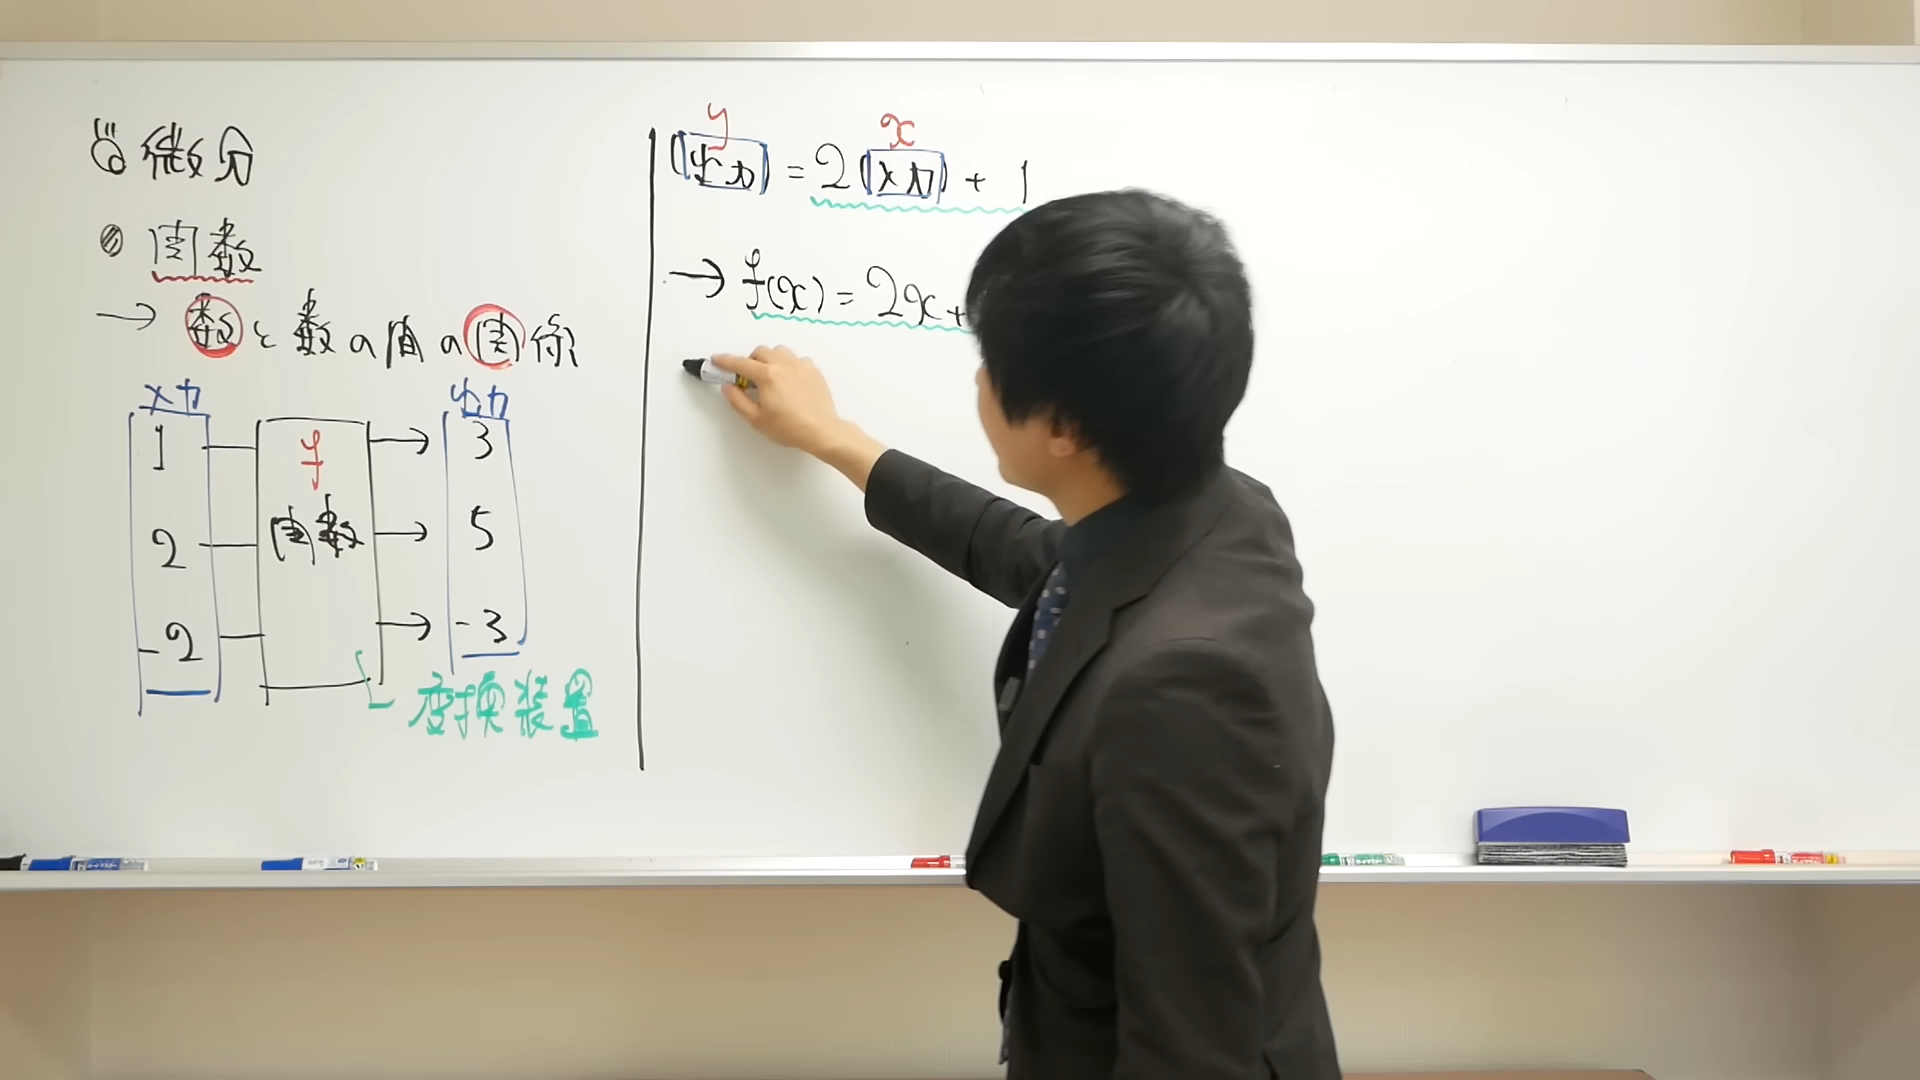 微分
関数
→ 数と数の間の関係
入力 出力
1 f → 3
2 関数 → 5
-2 → -3
変換装置
y x
(出力) = 2(入力) + 1
→ f(x) = 2x+